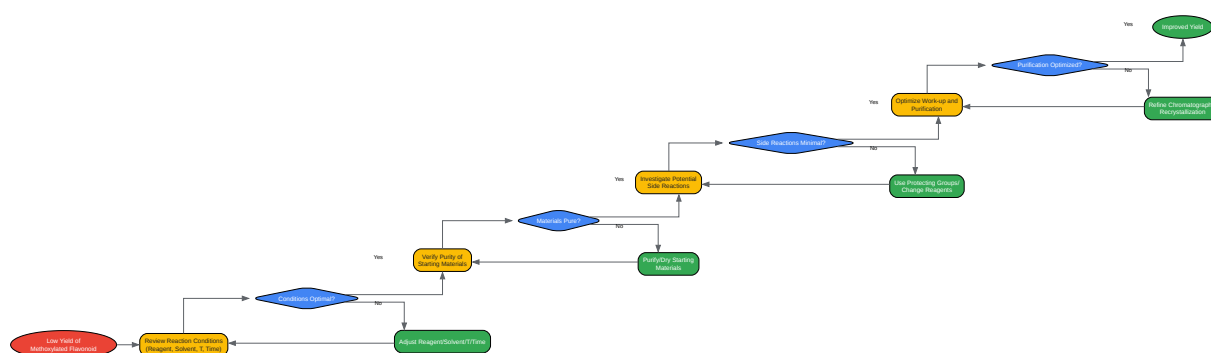 Yes
Improved Yield
Purification Optimized?
No
Yes
Optimize Work-up and
Purification
Refine Chromatograph
Recrystallization
Side Reactions Minimal?
No
Yes
Investigate Potential
Side Reactions
Use Protecting Groups/
Change Reagents
Materials Pure?
No
Yes
Verify Purity of
Starting Materials
Purify/Dry Starting
Materials
Conditions Optimal?
No
Low Yield of
Methoxylated Flavonoid
Review Reaction Conditions
(Reagent, Solvent, T, Time)
Adjust Reagent/Solvent/T/Time